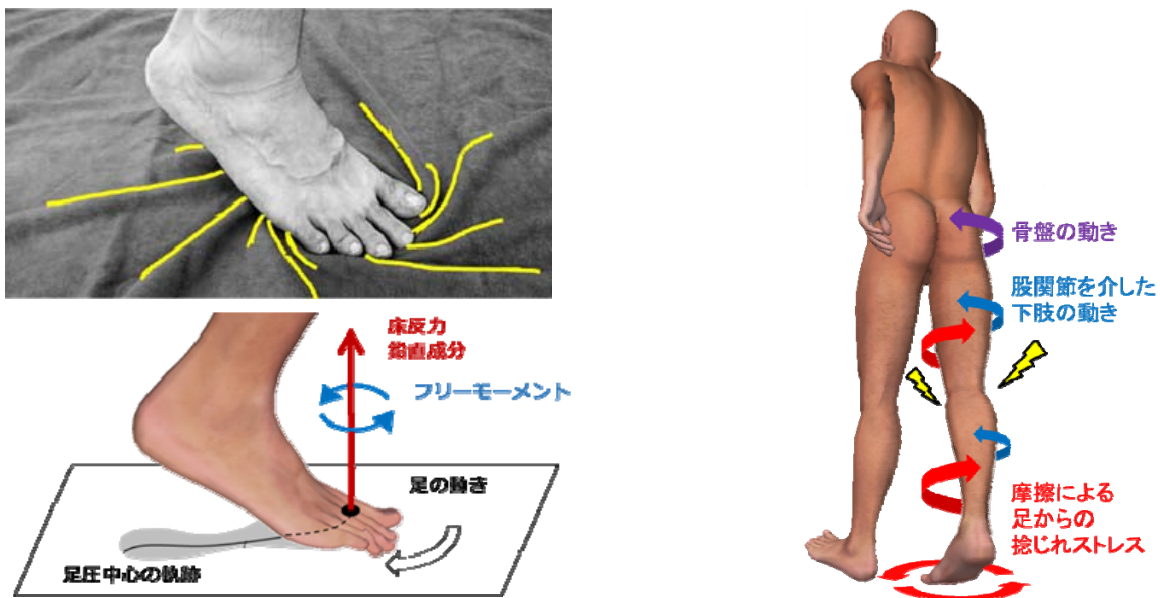 床反力
鉛直成分
フリーモーメント
足の動き
足圧中心の軌跡
骨盤の動き
股関節を介した
下肢の動き
摩擦による
足からの
捻じれストレス